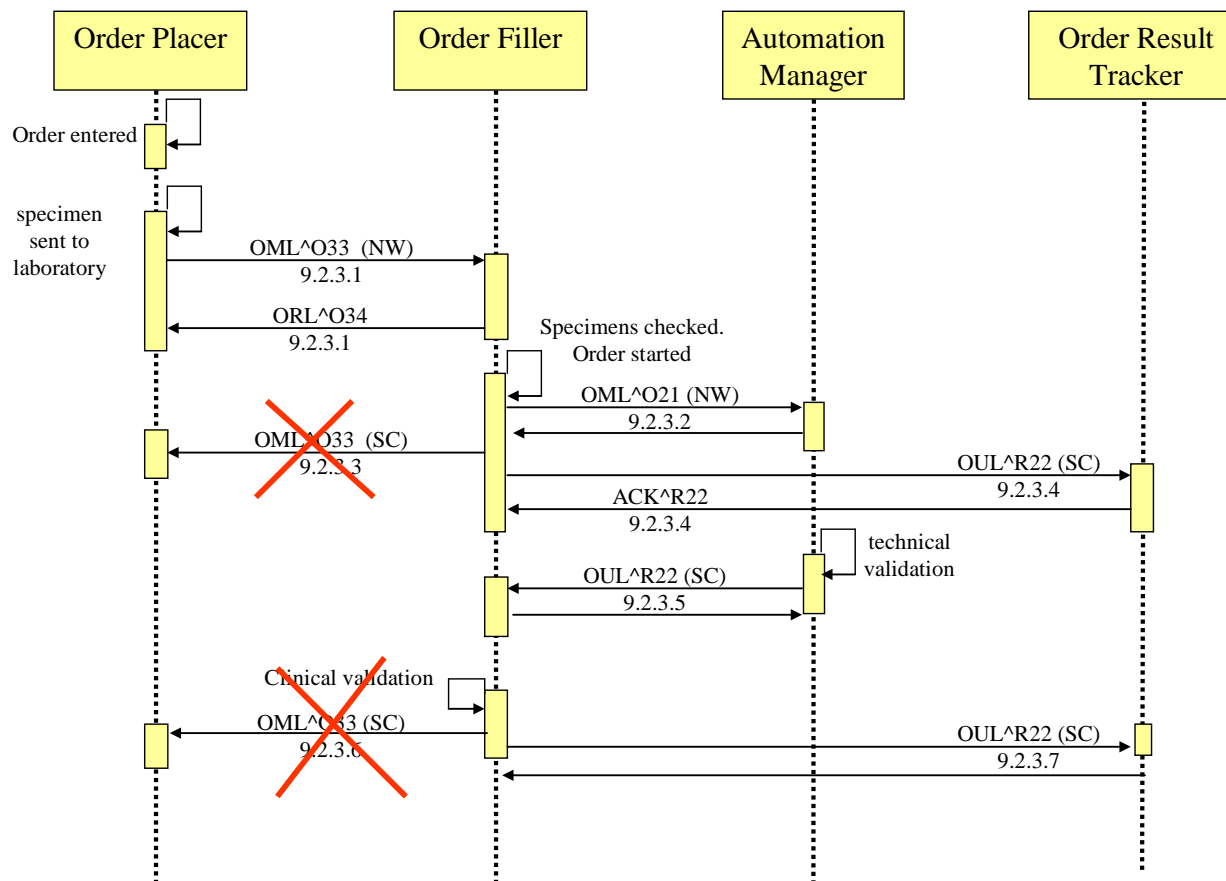 Order Placer
Order Filler
Automation
Manager
Order Result
Tracker
Order entered
specimen
sent to
laboratory
OML^O33 (NW)
9.2.3.1
ORL^O34
9.2.3.1
Specimens checked.
Order started
OML^O21 (NW)
9.2.3.2
OML^O33 (SC)
9.2.3.3
OUL^R22 (SC)
9.2.3.4
ACK^R22
9.2.3.4
technical
validation
OUL^R22 (SC)
9.2.3.5
Clinical validation
OML^O33 (SC)
9.2.3.6
OUL^R22 (SC)
9.2.3.7